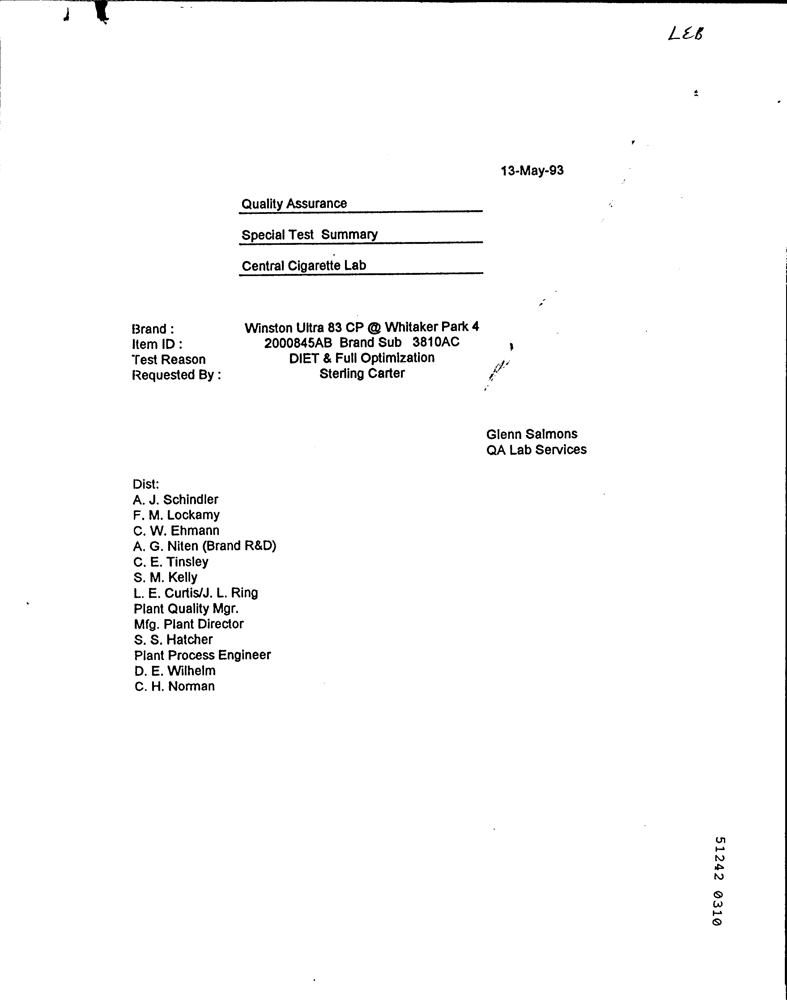 LEB
13-May-93
Quality Assurance
Special Test Summary
Central Cigarette Lab
Brand : Winston Ultra 83 CP @ Whitaker Park 4
Item ID : 2000845AB Brand Sub 3810AC
Test Reason DIET & Full Optimization
Requested By : Sterling Carter
Glenn Salmons
QA Lab Services
Dist:
A. J. Schindler
F. M. Lockamy
C. W. Ehmann
A. G. Niten (Brand R&D)
C. E. Tinsley
S. M. Kelly
L. E. Curtis/J. L. Ring
Plant Quality Mgr.
Mfg. Plant Director
S. S. Hatcher
Plant Process Engineer
D. E. Wilhelm
C. H. Norman
51242 0310